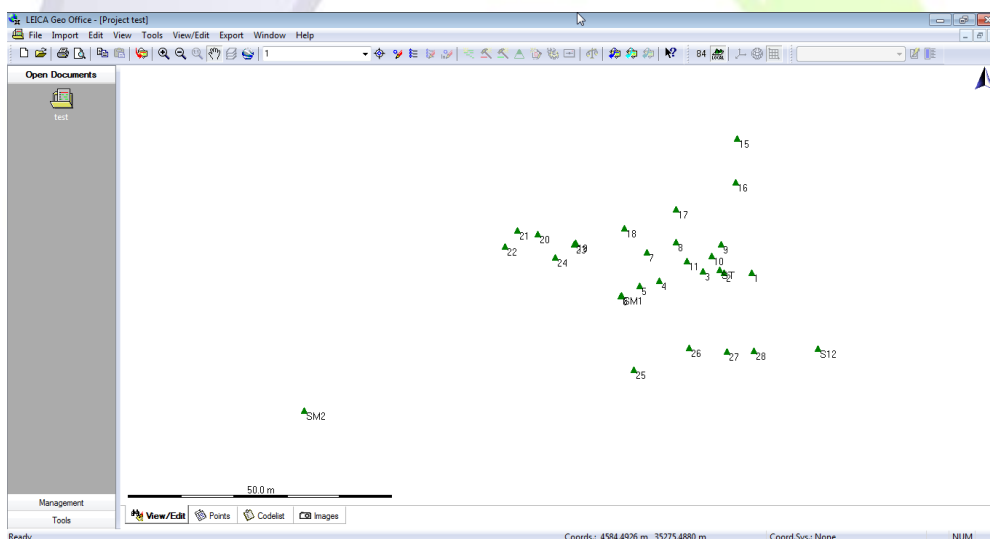 LEICA Geo Office - [Project test]
File Import Edit View Tools View/Edit Export Window Help
1
84
LOCAL
Open Documents
test
15
16
17
18
21
20
22
24
8
9
7
10
11
3
ST
2
1
4
5
6
SM1
26
27
28
S12
25
SM2
50.0 m
Management
Tools
View/Edit Points Codelist Images
Ready
Coords.: 4584.4926 m 35275.4880 m Coord.Sys.: None NUM